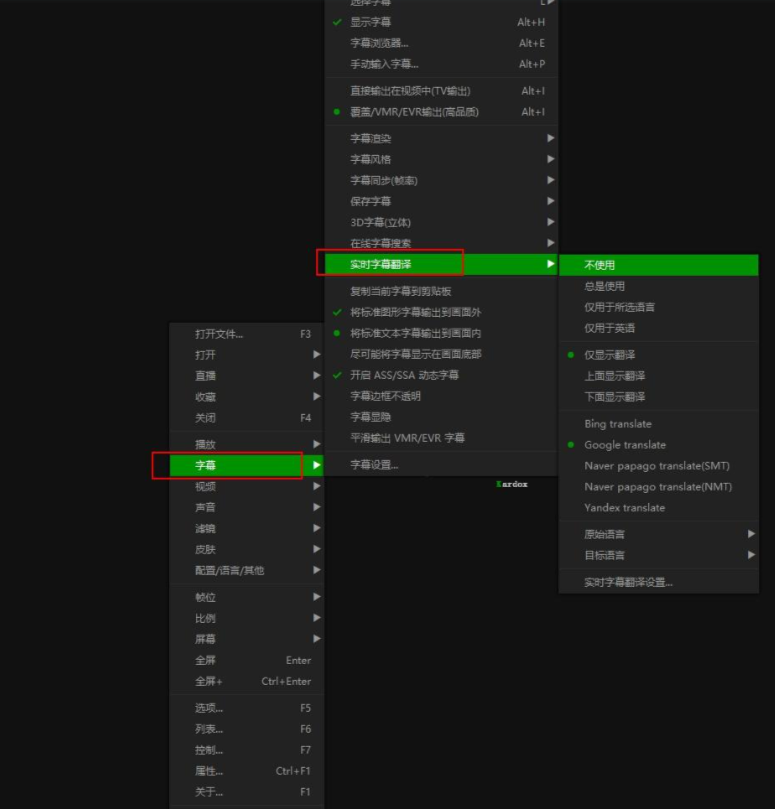 选择字幕 L
显示字幕 Alt+H
字幕浏览器... Alt+E
手动输入字幕... Alt+P
直接输出在视频中(TV输出) Alt+I
覆盖/VMR/EVR输出(高品质) Alt+I
字幕渲染
字幕风格
字幕同步(帧率)
保存字幕
3D字幕(立体)
在线字幕搜索
实时字幕翻译
复制当前字幕到剪贴板
将标准图形字幕输出到画面外
将标准文本字幕输出到画面内
尽可能将字幕显示在画面底部
开启 ASS/SSA 动态字幕
字幕边框不透明
字幕显隐
平滑输出 VMR/EVR 字幕
字幕设置...
不使用
总是使用
仅用于所选语言
仅用于英语
仅显示翻译
上面显示翻译
下面显示翻译
Bing translate
Google translate
Naver papago translate(SMT)
Naver papago translate(NMT)
Yandex translate
原始语言
目标语言
实时字幕翻译设置...
打开文件... F3
打开
直播
收藏
关闭 F4
播放
字幕
视频
声音
滤镜
皮肤
配置/语言/其他
帧位
比例
屏幕
全屏 Enter
全屏+ Ctrl+Enter
选项... F5
列表... F6
控制... F7
属性... Ctrl+F1
关于... F1
Kardox